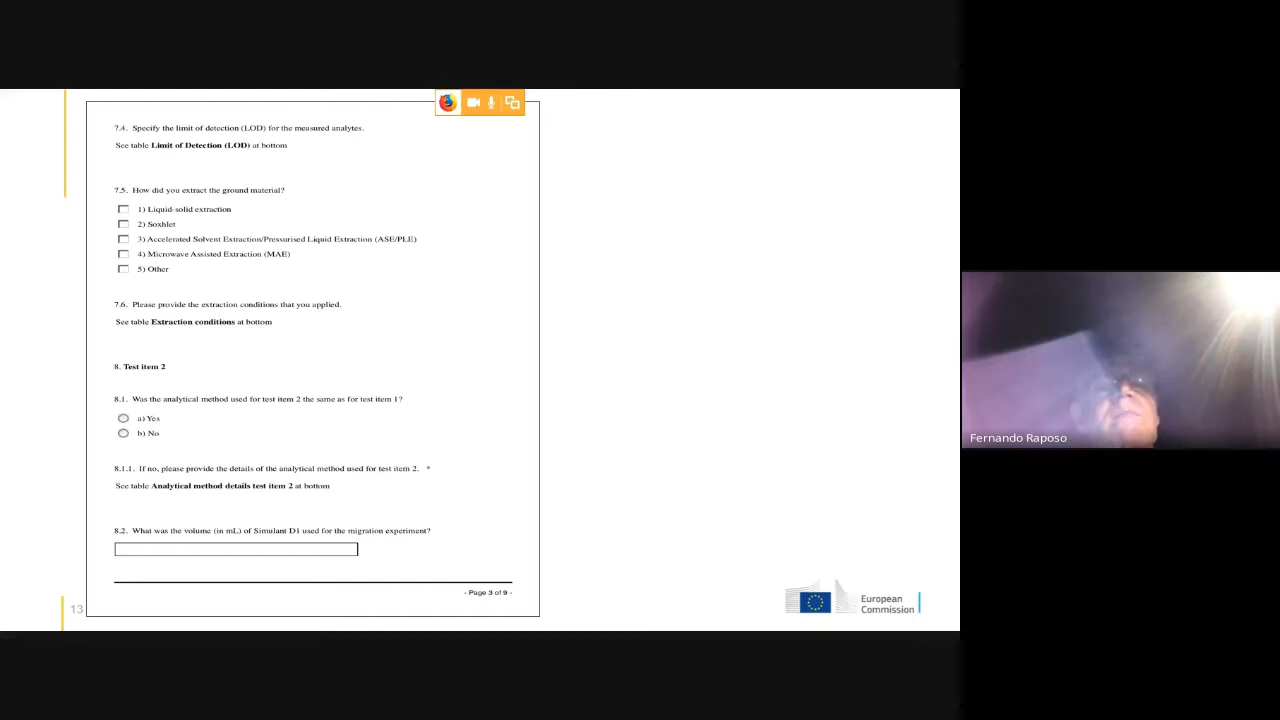 7.4. Specify the limit of detection (LOD) for the measured analytes.
See table Limit of Detection (LOD) at bottom
7.5. How did you extract the ground material?
1) Liquid-solid extraction
2) Soxhlet
3) Accelerated Solvent Extraction/Pressurised Liquid Extraction (ASE/PLE)
4) Microwave Assisted Extraction (MAE)
5) Other
7.6. Please provide the extraction conditions that you applied.
See table Extraction conditions at bottom
8. Test item 2
8.1. Was the analytical method used for test item 2 the same as for test item 1?
a) Yes
b) No
8.1.1. If no, please provide the details of the analytical method used for test item 2. *
See table Analytical method details test item 2 at bottom
8.2. What was the volume (in mL) of Simulant D1 used for the migration experiment?
- Page 3 of 9 -
13
European
Commission
Fernando Raposo